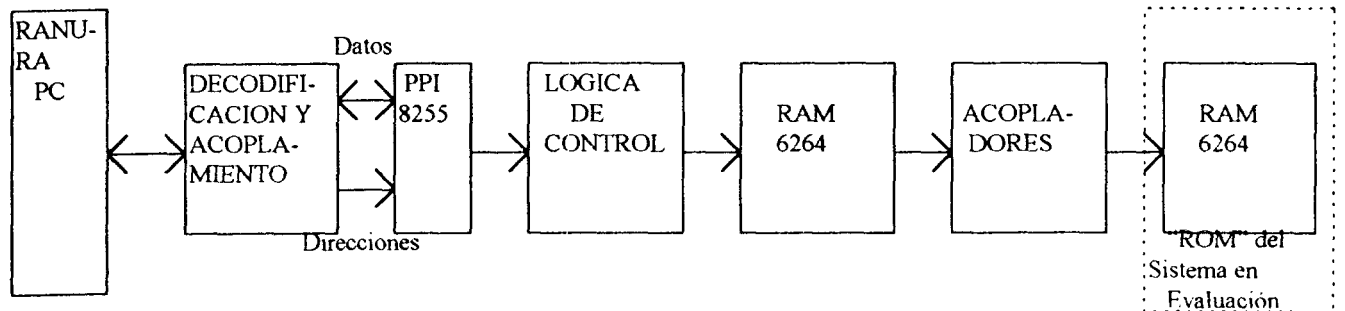 RANU-
RA
PC
Datos
DECODIFI-
CACION Y
ACOPLA-
MIENTO
Direcciones
PPI
8255
LOGICA
DE
CONTROL
RAM
6264
ACOPLA-
DORES
RAM
6264
"ROM" del
Sistema en
Evaluación